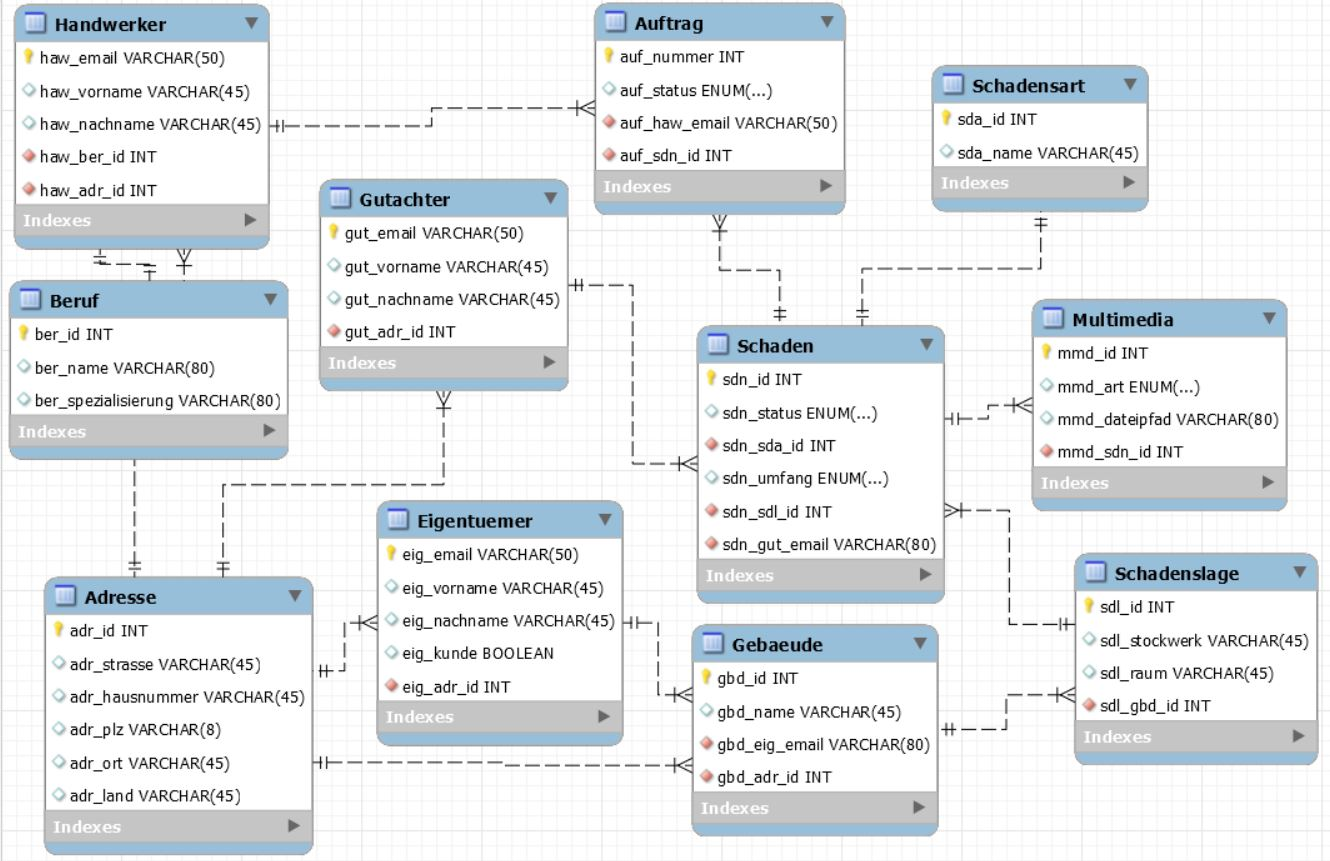 Handwerker
haw_email VARCHAR(50)
haw_vorname VARCHAR(45)
haw_nachname VARCHAR(45)
haw_ber_id INT
haw_adr_id INT
Indexes
Auftrag
auf_nummer INT
auf_status ENUM(...)
auf_haw_email VARCHAR(50)
auf_sdn_id INT
Indexes
Schadensart
sda_id INT
sda_name VARCHAR(45)
Indexes
Gutachter
gut_email VARCHAR(50)
gut_vorname VARCHAR(45)
gut_nachname VARCHAR(45)
gut_adr_id INT
Indexes
Beruf
ber_id INT
ber_name VARCHAR(80)
ber_spezialisierung VARCHAR(80)
Indexes
Schaden
sdn_id INT
sdn_status ENUM(...)
sdn_sda_id INT
sdn_umfang ENUM(...)
sdn_sdl_id INT
sdn_gut_email VARCHAR(80)
Indexes
Multimedia
mmd_id INT
mmd_art ENUM(...)
mmd_dateipfad VARCHAR(80)
mmd_sdn_id INT
Indexes
Eigentuemer
eig_email VARCHAR(50)
eig_vorname VARCHAR(45)
eig_nachname VARCHAR(45)
eig_kunde BOOLEAN
eig_adr_id INT
Indexes
Adresse
adr_id INT
adr_strasse VARCHAR(45)
adr_hausnummer VARCHAR(45)
adr_plz VARCHAR(8)
adr_ort VARCHAR(45)
adr_land VARCHAR(45)
Indexes
Gebaeude
gbd_id INT
gbd_name VARCHAR(45)
gbd_eig_email VARCHAR(80)
gbd_adr_id INT
Indexes
Schadenslage
sdl_id INT
sdl_stockwerk VARCHAR(45)
sdl_raum VARCHAR(45)
sdl_gbd_id INT
Indexes